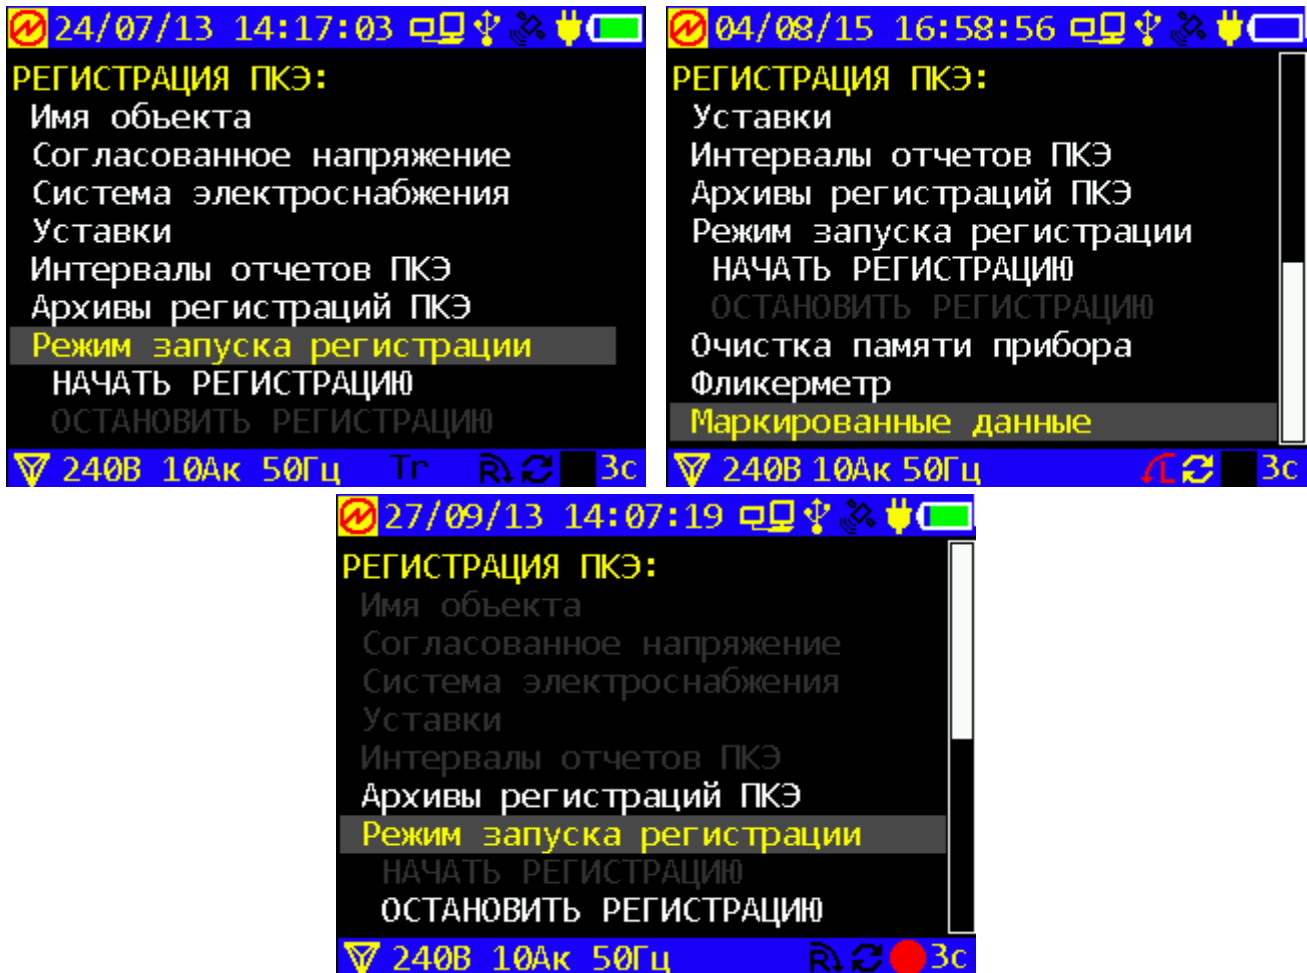 24/07/13 14:17:03
РЕГИСТРАЦИЯ ПКЭ:
Имя объекта
Согласованное напряжение
Система электроснабжения
Уставки
Интервалы отчетов ПКЭ
Архивы регистраций ПКЭ
Режим запуска регистрации
НАЧАТЬ РЕГИСТРАЦИЮ
ОСТАНОВИТЬ РЕГИСТРАЦИЮ
240В 10Ак 50Гц Tr R 3с
04/08/15 16:58:56
РЕГИСТРАЦИЯ ПКЭ:
Уставки
Интервалы отчетов ПКЭ
Архивы регистраций ПКЭ
Режим запуска регистрации
НАЧАТЬ РЕГИСТРАЦИЮ
ОСТАНОВИТЬ РЕГИСТРАЦИЮ
Очистка памяти прибора
Фликерметр
Маркированные данные
240В 10Ак 50Гц L 3с
27/09/13 14:07:19
РЕГИСТРАЦИЯ ПКЭ:
Имя объекта
Согласованное напряжение
Система электроснабжения
Уставки
Интервалы отчетов ПКЭ
Архивы регистраций ПКЭ
Режим запуска регистрации
НАЧАТЬ РЕГИСТРАЦИЮ
ОСТАНОВИТЬ РЕГИСТРАЦИЮ
240В 10Ак 50Гц R 3с